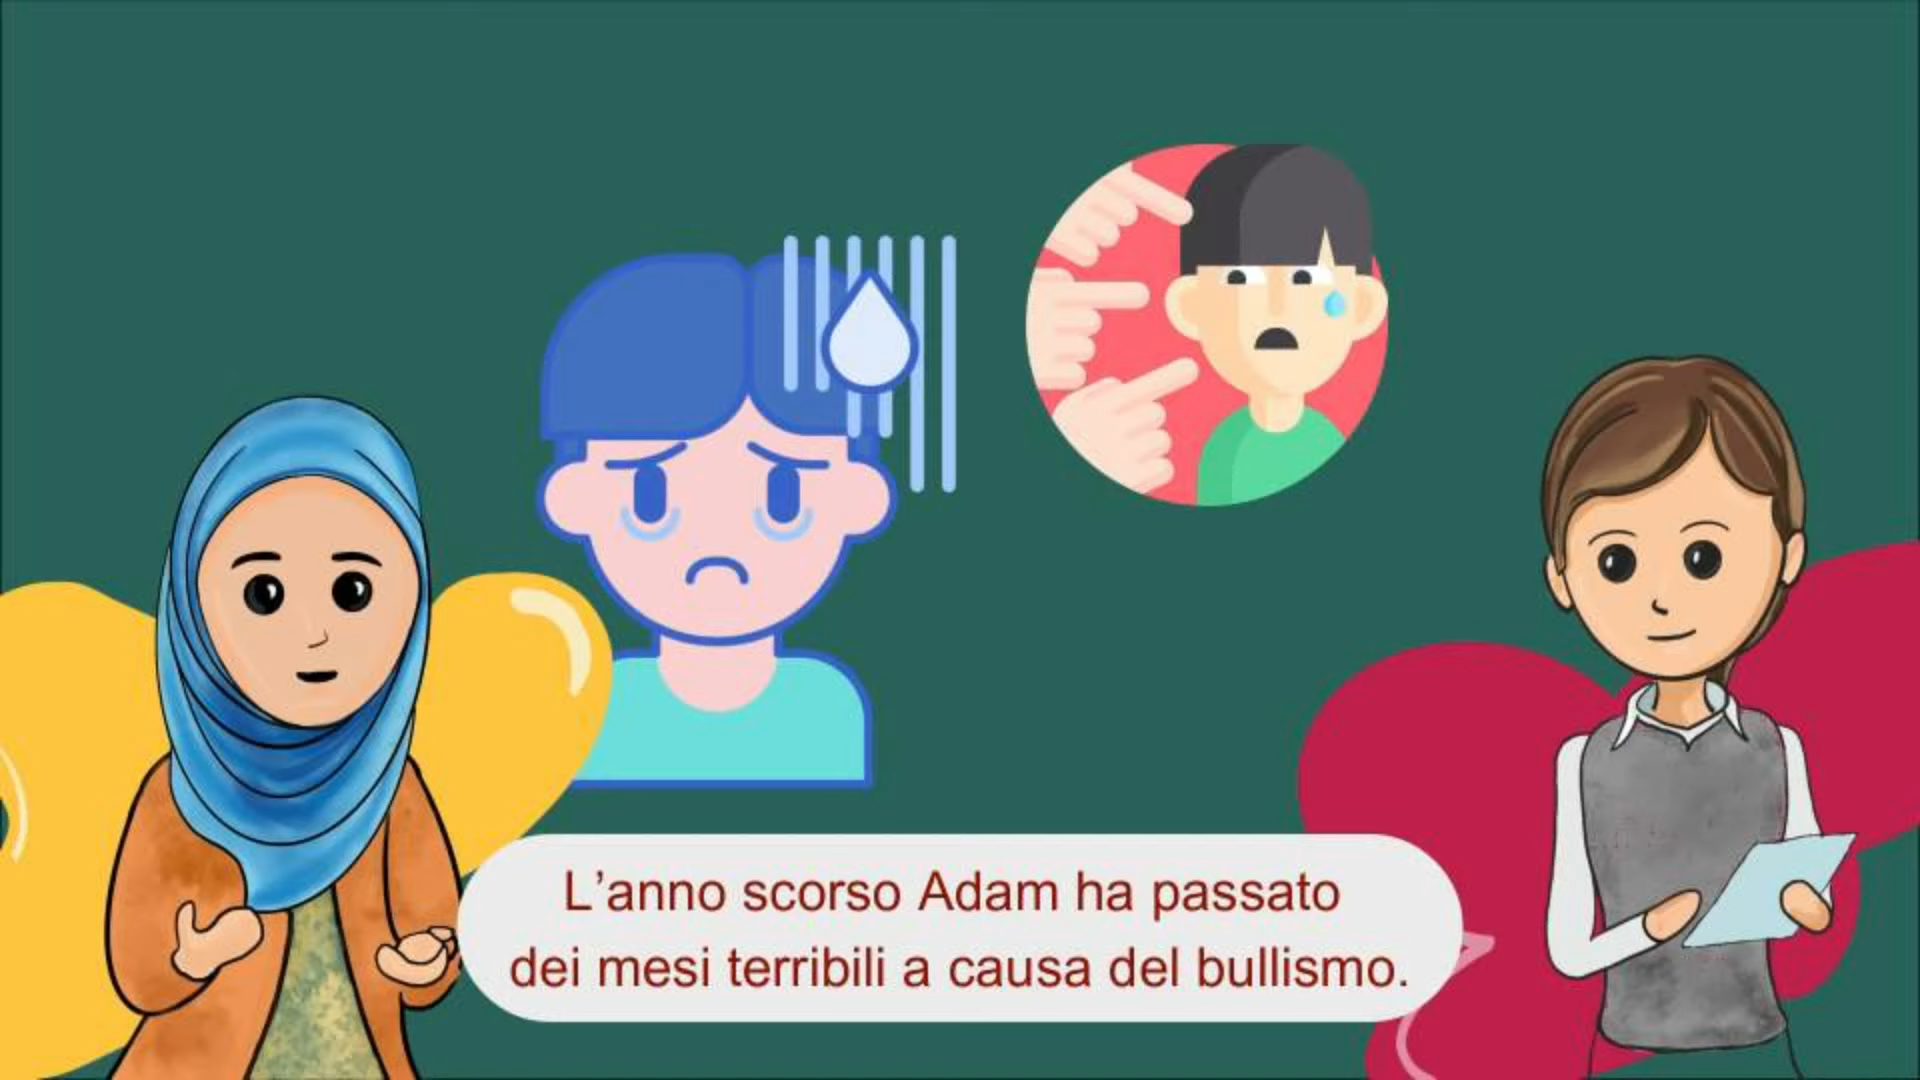 L’anno scorso Adam ha passato
dei mesi terribili a causa del bullismo.